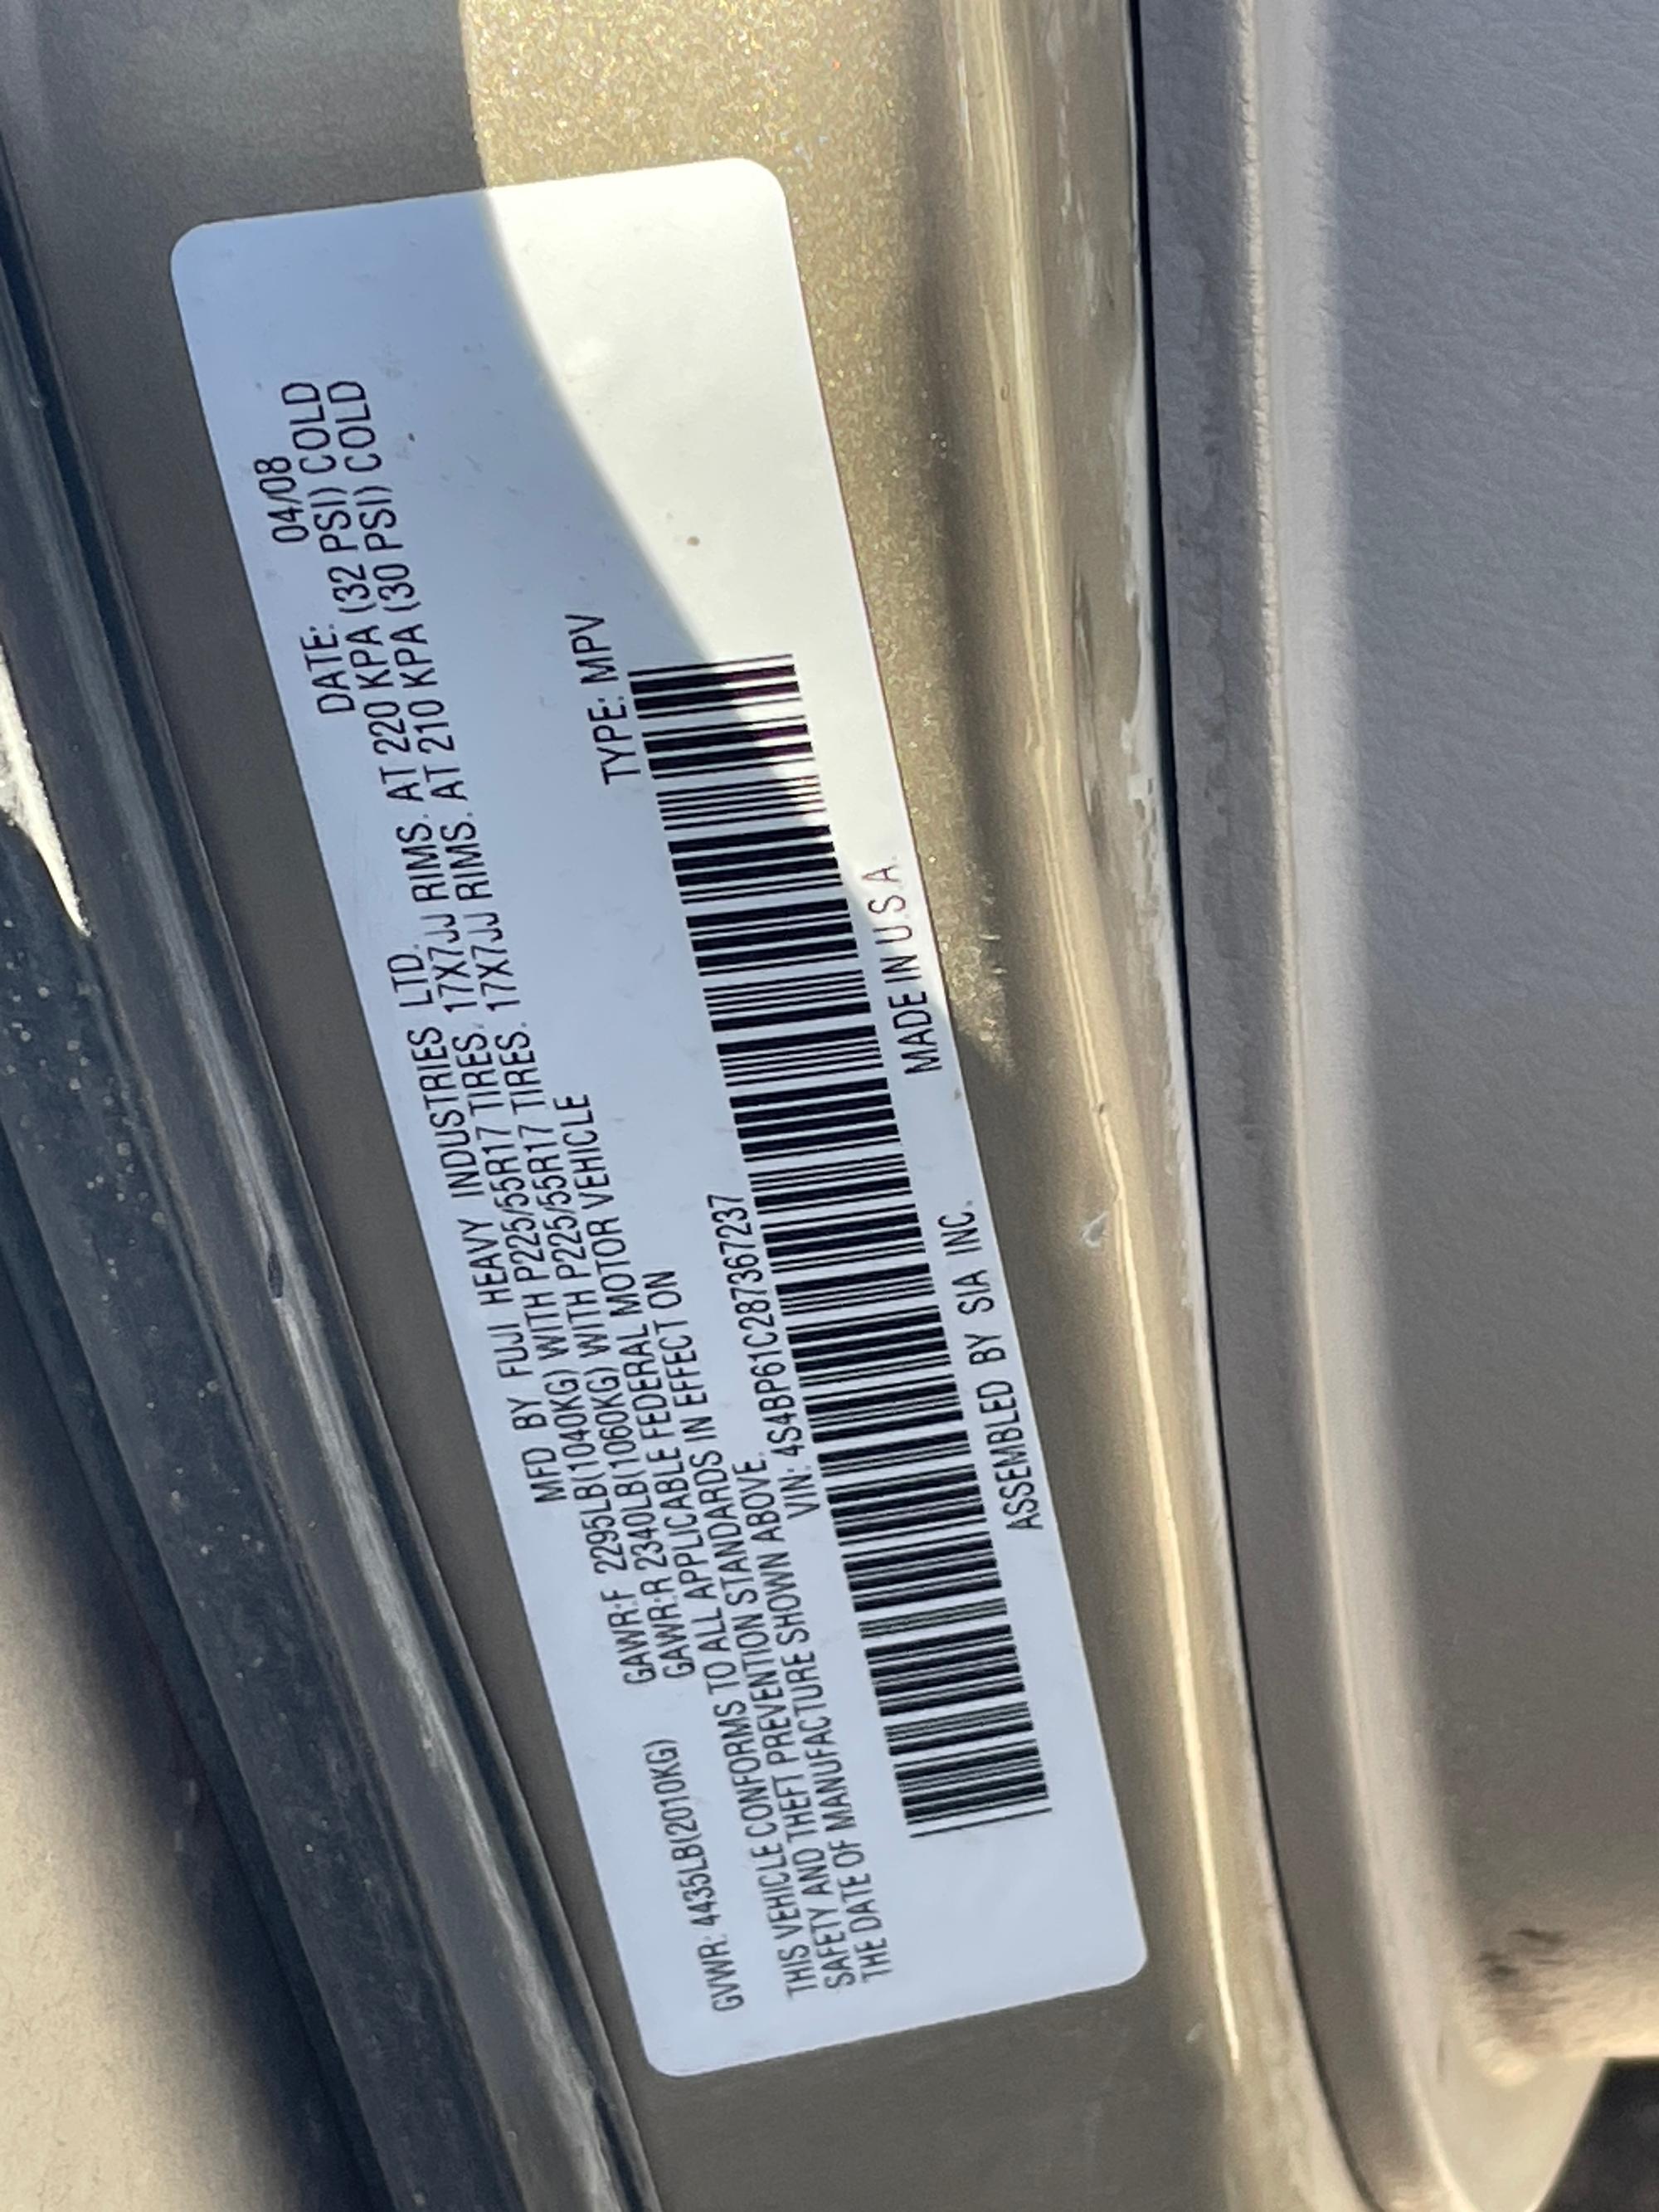 MFD BY FUJI HEAVY INDUSTRIES LTD. DATE: 04/08
GVWR: 4435LB(2010KG) GAWR:F 2295LB(1040KG) WITH P225/55R17 TIRES. 17X7JJ RIMS. AT 220 KPA (32 PSI) COLD
GAWR:R 2340LB(1060KG) WITH P225/55R17 TIRES. 17X7JJ RIMS. AT 210 KPA (30 PSI) COLD
THIS VEHICLE CONFORMS TO ALL APPLICABLE FEDERAL MOTOR VEHICLE
SAFETY AND THEFT PREVENTION STANDARDS IN EFFECT ON
THE DATE OF MANUFACTURE SHOWN ABOVE.
VIN: 4S4BP61C287367237 TYPE: MPV
ASSEMBLED BY SIA INC. MADE IN U.S.A.